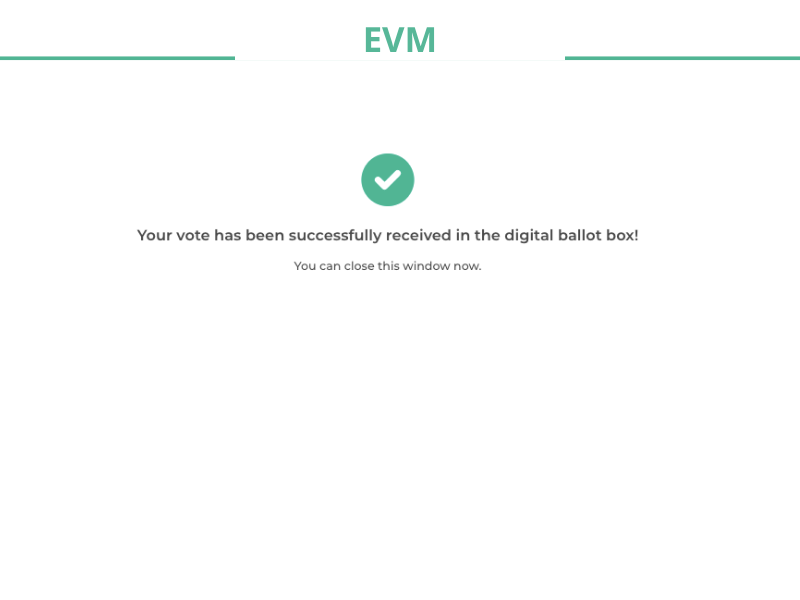 EVM
Your vote has been successfully received in the digital ballot box!
You can close this window now.